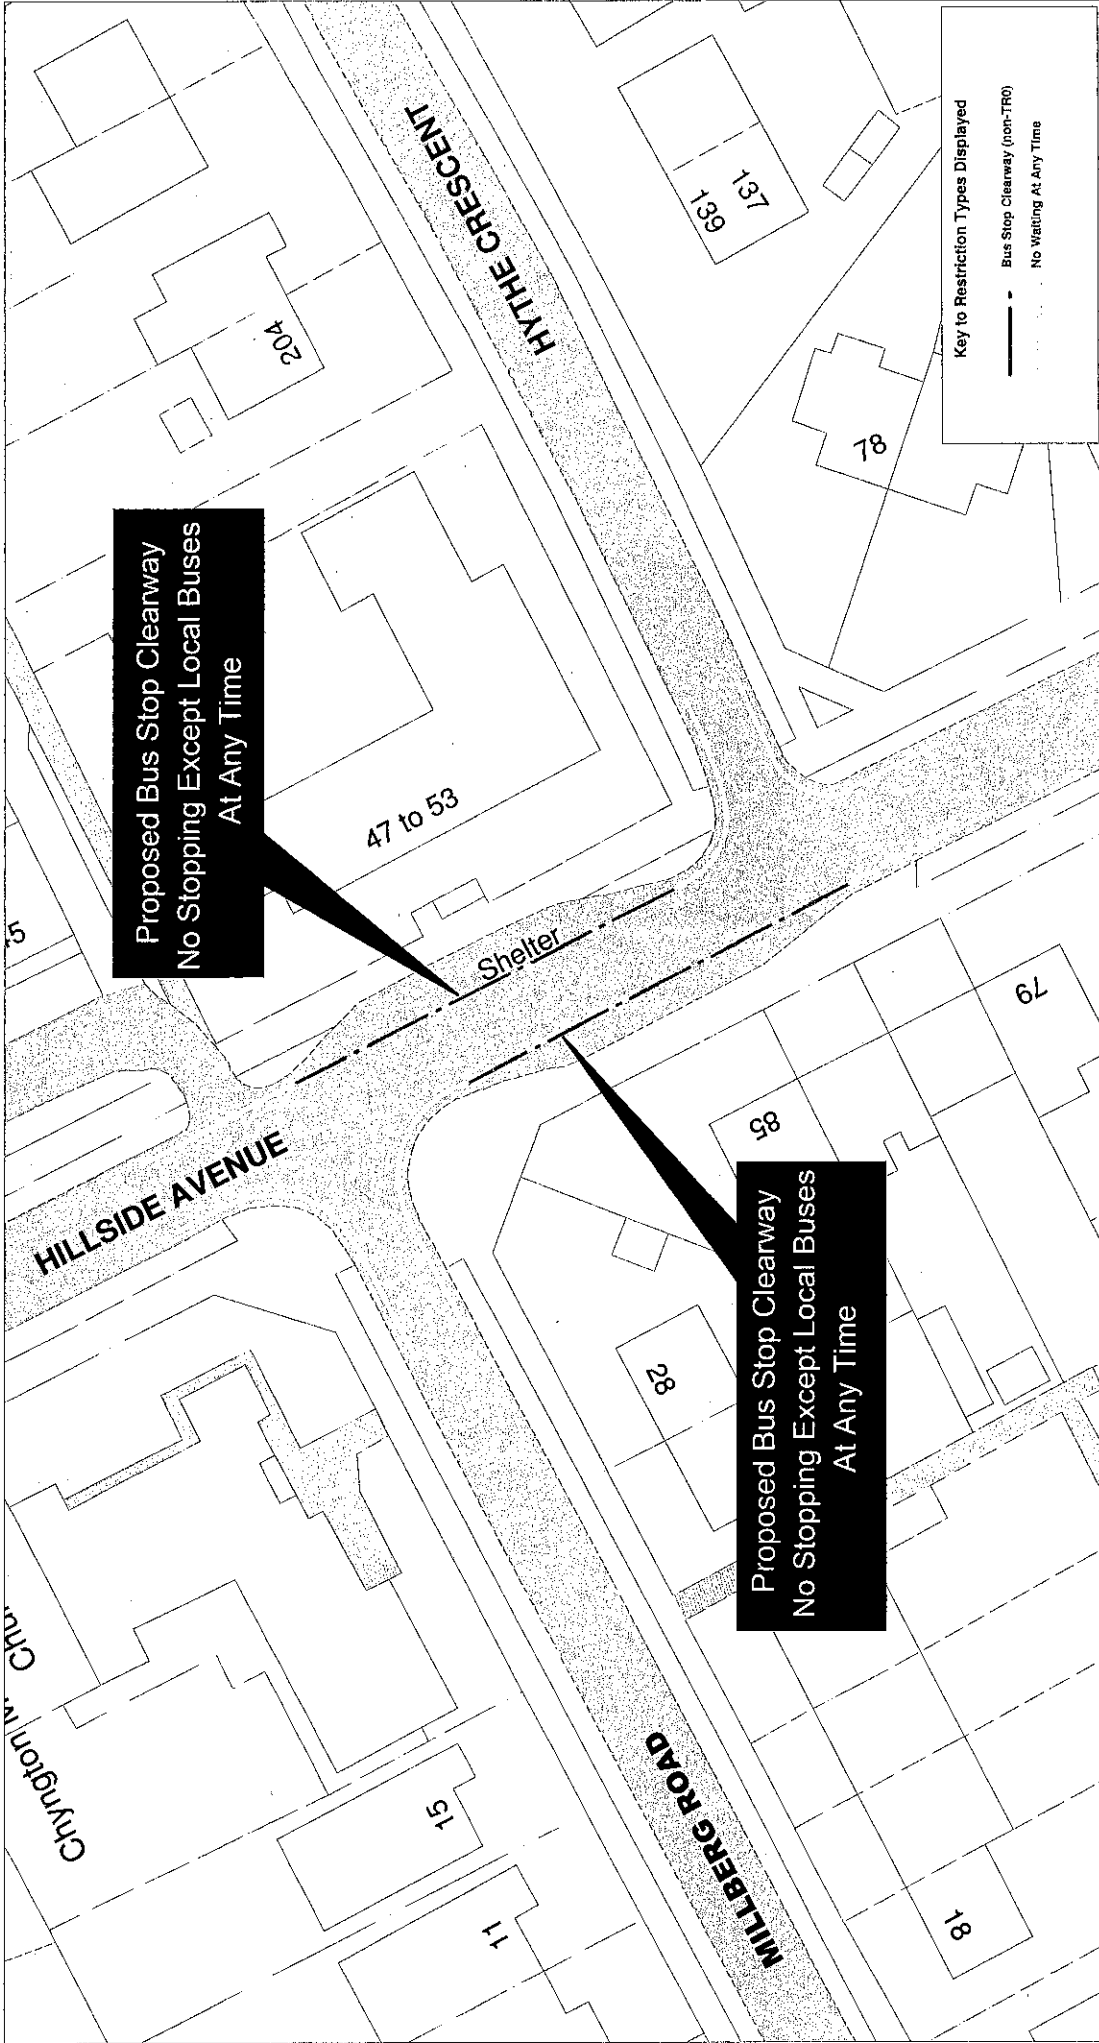 Proposed Bus Stop Clearway
No Stopping Except Local Buses
At Any Time
Proposed Bus Stop Clearway
No Stopping Except Local Buses
At Any Time
HILLSIDE AVENUE
HYTHE CRESCENT
MILLBERG ROAD
Shelter
47 to 53
204
139
137
78
79
85
28
15
11
18
Chyngton
Key to Restriction Types Displayed
Bus Stop Clearway (non-TRO)
No Waiting At Any Time